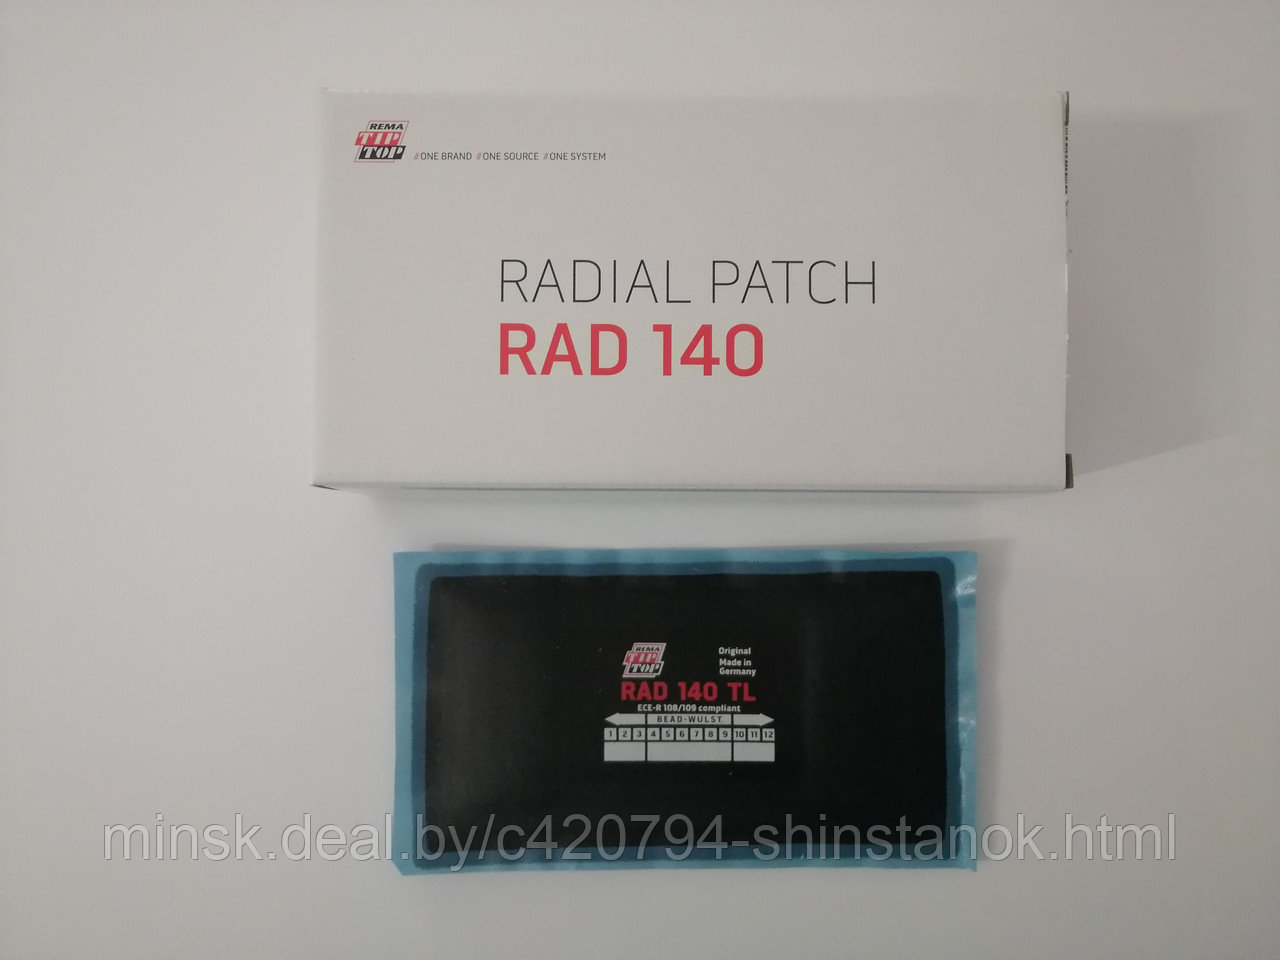 REMA
TIP
TOP
//ONE BRAND //ONE SOURCE //ONE SYSTEM
RADIAL PATCH
RAD 140
REMA
TIP
TOP
Original
Made in
Germany
RAD 140 TL
ECE-R 108/109 compliant
BEAD-WULST
1 2 3 4 5 6 7 8 9 10 11 12
minsk.deal.by/c420794-shinstanok.html